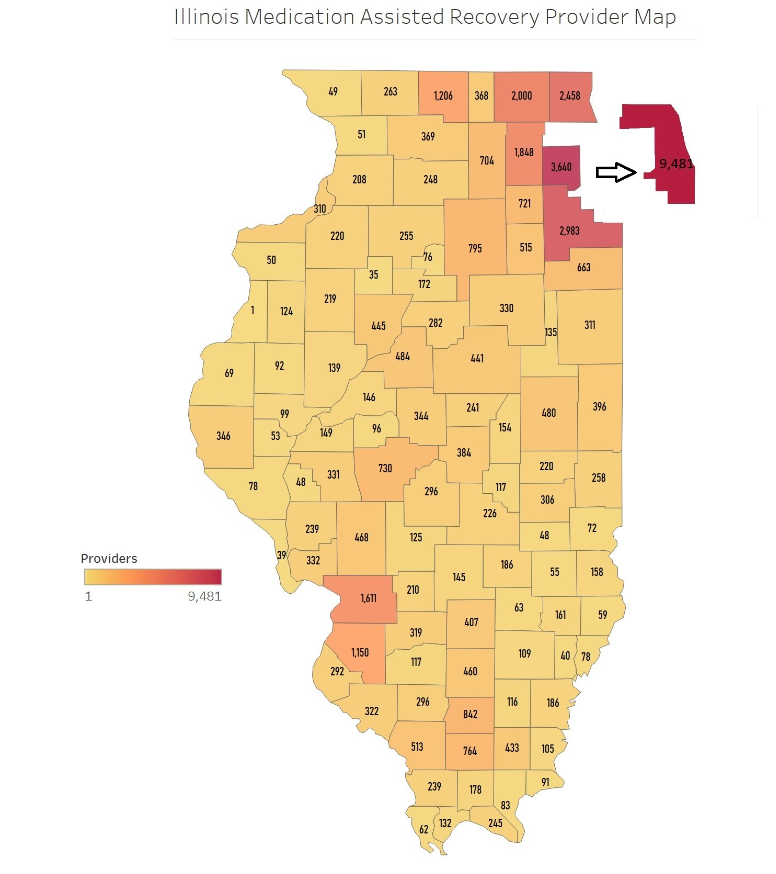 Illinois Medication Assisted Recovery Provider Map
49 263 1,206 368 2,000 2,458
51 369 704 1,848 3,640 9,481
208 248
310 721
220 255 795 515 2,983
50 76 663
35 172
219
1 124 445 282 330 135 311
484 441
69 92 139
146
99 344 241 480 396
346 53 149 96 154
384
730 220
78 48 331 296 117 306 258
226
239 468 125 48 72
39 332
186 55 158
1,611 210 145
63 161 59
319 407
1,150 109 40 78
292 117 460
322 296 842 116 186
513 764 433 105
239 178 91
83
62 132 245
Providers
1 9,481